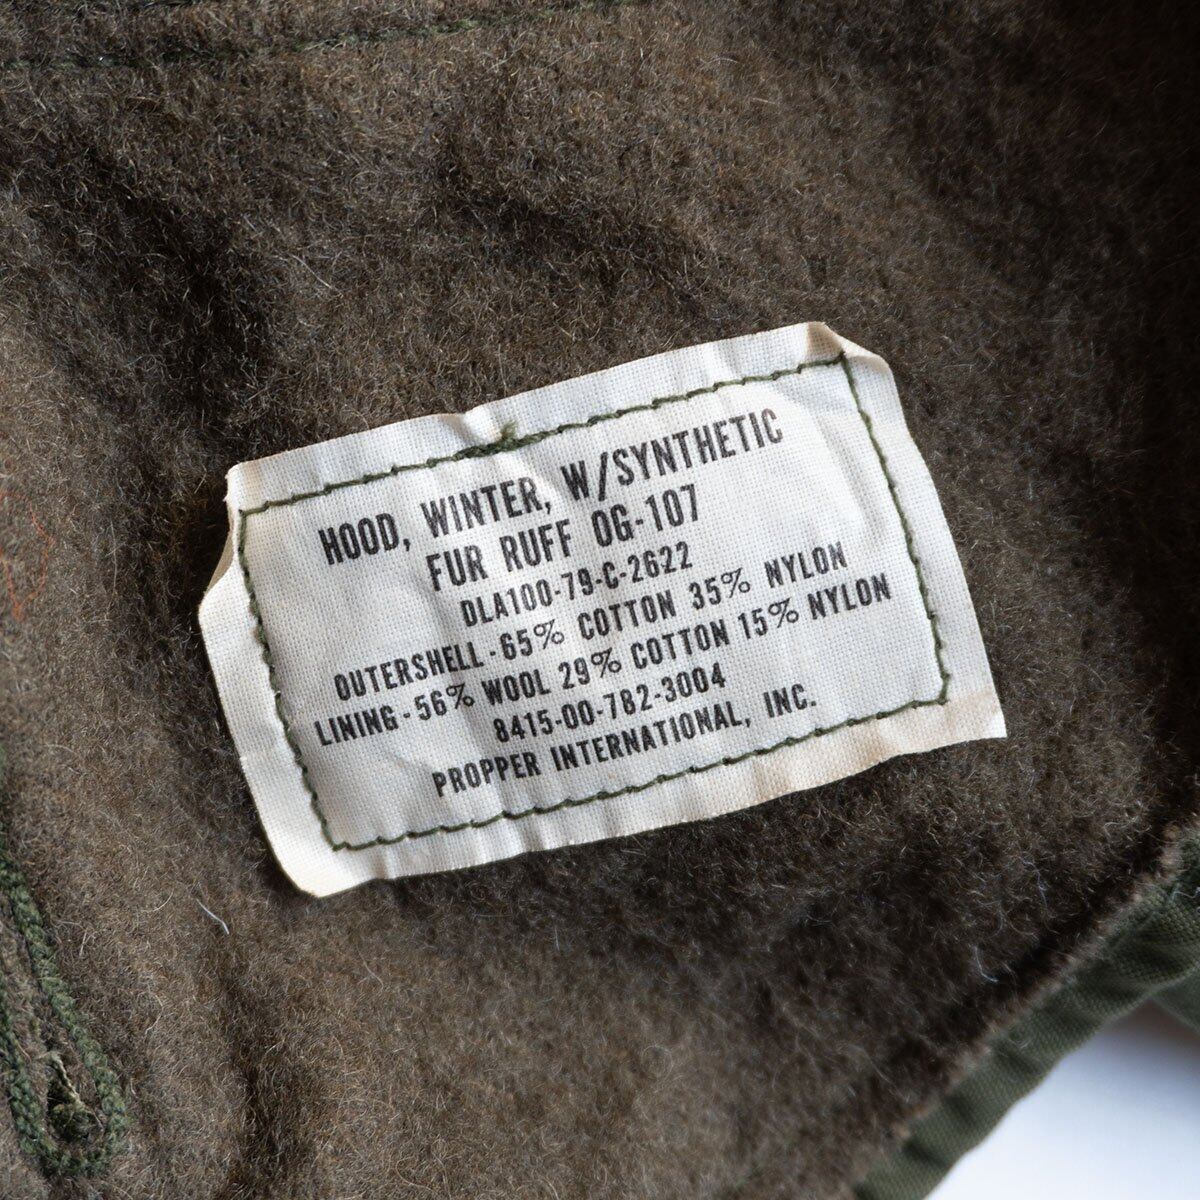 HOOD, WINTER, W/SYNTHETIC
FUR RUFF OG-107
DLA100-79-C-2622
OUTERSHELL-65% COTTON 35% NYLON
LINING-56% WOOL 29% COTTON 15% NYLON
8415-00-782-3004
PROPPER INTERNATIONAL, INC.